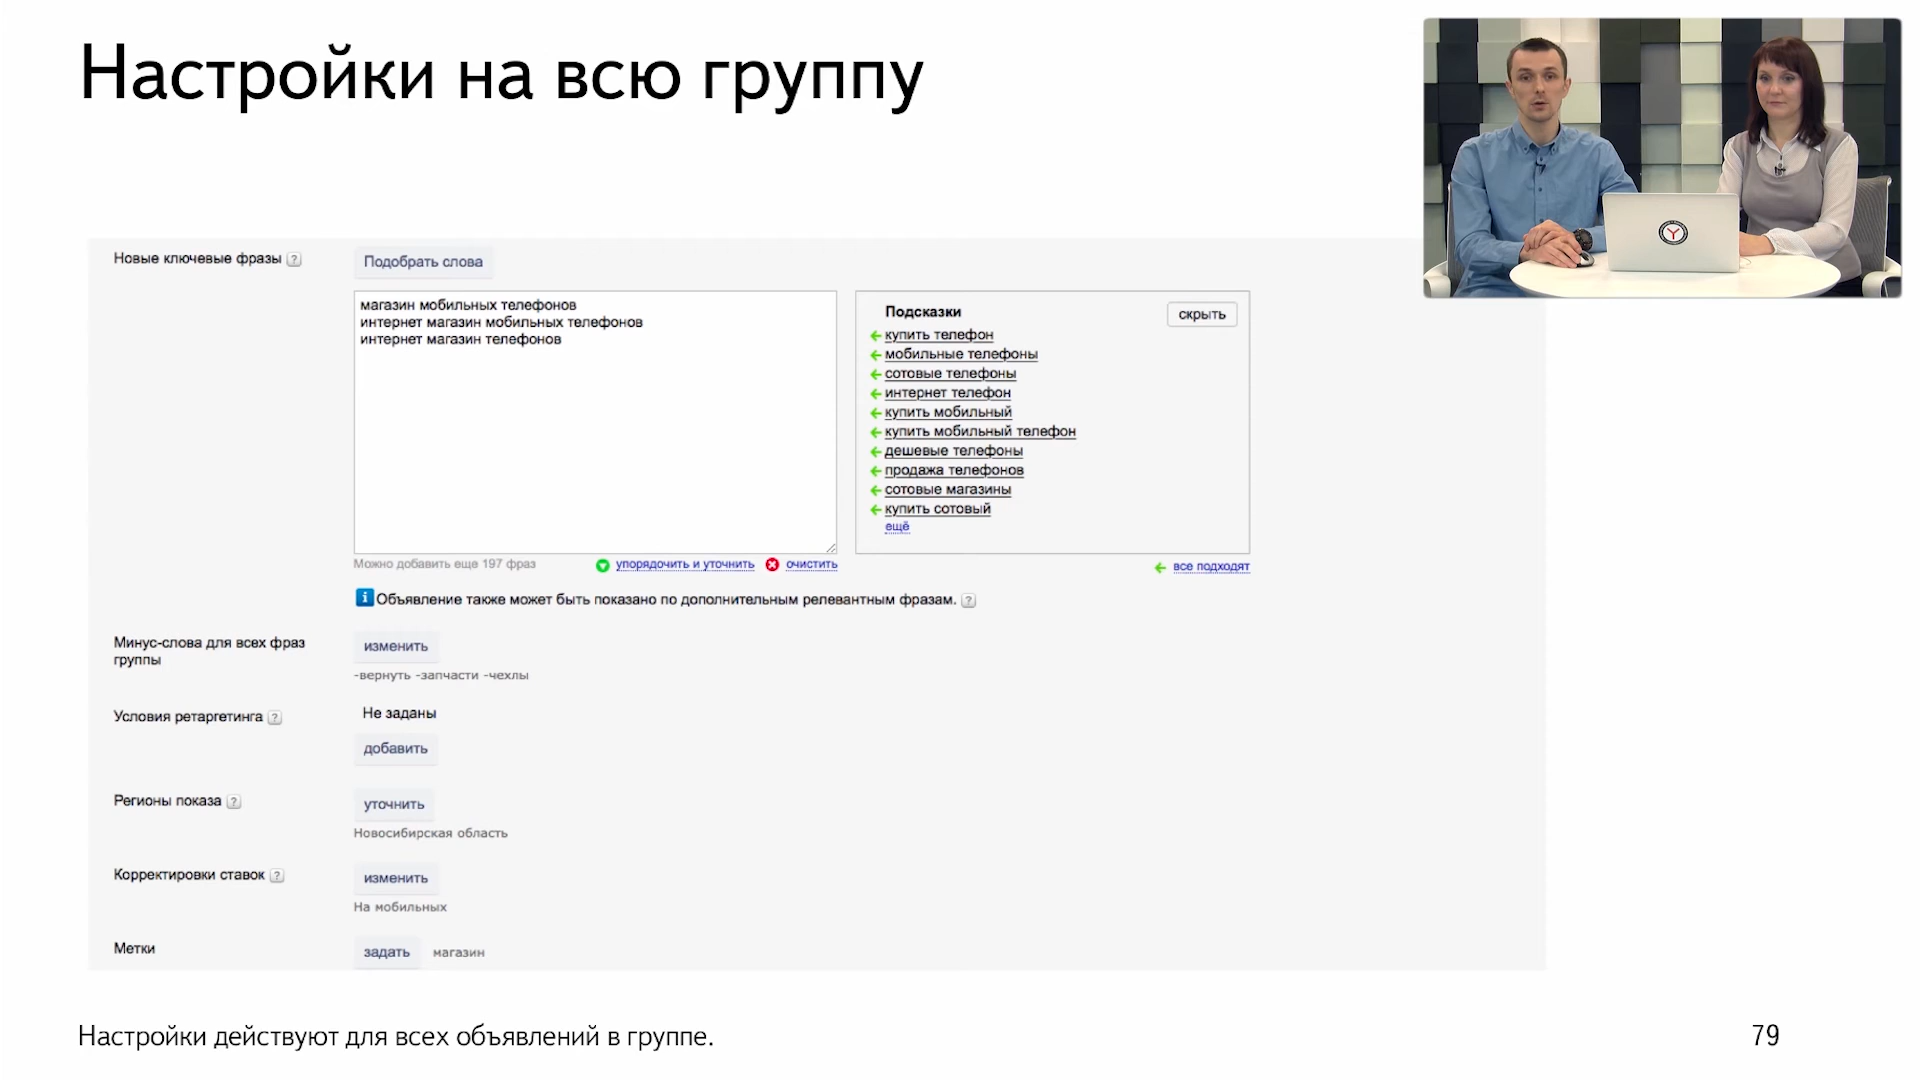 Настройки на всю группу
Новые ключевые фразы ?
Подобрать слова
магазин мобильных телефонов
интернет магазин мобильных телефонов
интернет магазин телефонов
Подсказки
скрыть
купить телефон
мобильные телефоны
сотовые телефоны
интернет телефон
купить мобильный
купить мобильный телефон
дешевые телефоны
продажа телефонов
сотовые магазины
купить сотовый
ещё
Можно добавить еще 197 фраз
упорядочить и уточнить
очистить
все подходят
i Объявление также может быть показано по дополнительным релевантным фразам. ?
Минус-слова для всех фраз
группы
изменить
-вернуть -запчасти -чехлы
Условия ретаргетинга ?
Не заданы
добавить
Регионы показа ?
уточнить
Новосибирская область
Корректировки ставок ?
изменить
На мобильных
Метки
задать
магазин
Настройки действуют для всех объявлений в группе.
79